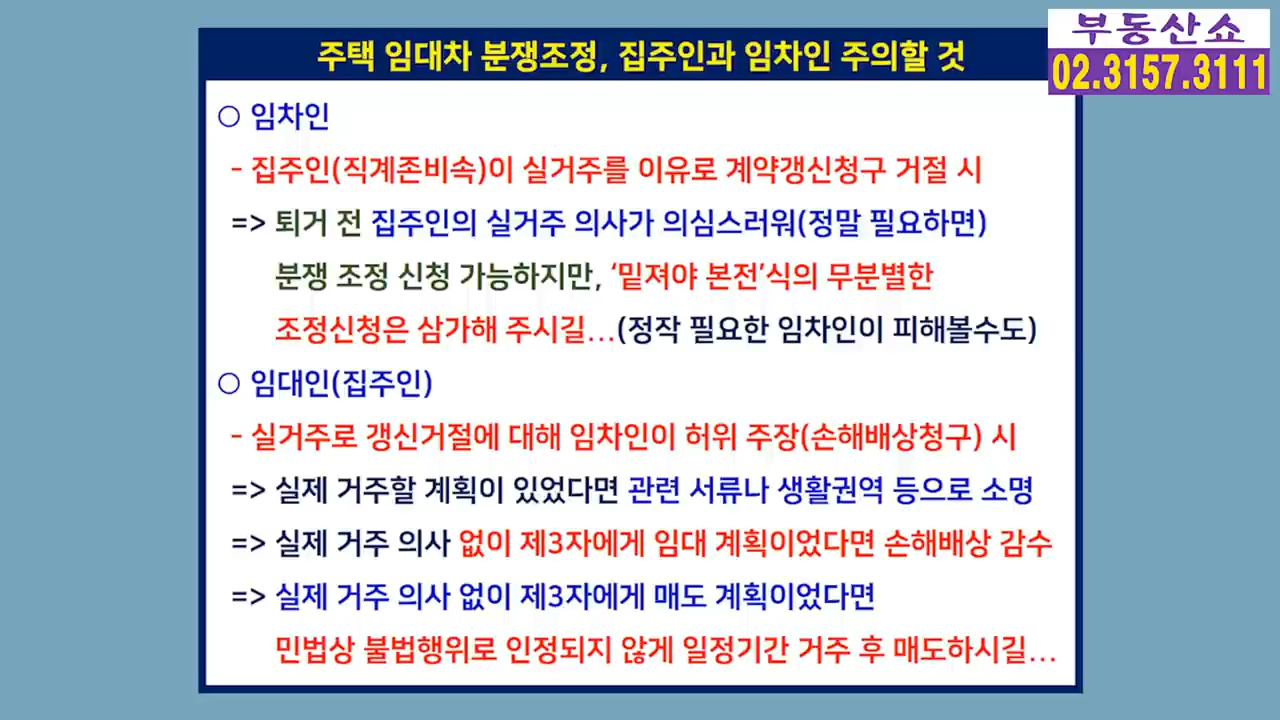 주택 임대차 분쟁조정, 집주인과 임차인 주의할 것
부동산쇼
02.3157.3111
○ 임차인
- 집주인(직계존비속)이 실거주를 이유로 계약갱신청구 거절 시
=> 퇴거 전 집주인의 실거주 의사가 의심스러워(정말 필요하면)
분쟁 조정 신청 가능하지만, ‘밑져야 본전’식의 무분별한
조정신청은 삼가해 주시길...(정작 필요한 임차인이 피해볼수도)
○ 임대인(집주인)
- 실거주로 갱신거절에 대해 임차인이 허위 주장(손해배상청구) 시
=> 실제 거주할 계획이 있었다면 관련 서류나 생활권역 등으로 소명
=> 실제 거주 의사 없이 제3자에게 임대 계획이었다면 손해배상 감수
=> 실제 거주 의사 없이 제3자에게 매도 계획이었다면
민법상 불법행위로 인정되지 않게 일정기간 거주 후 매도하시길...